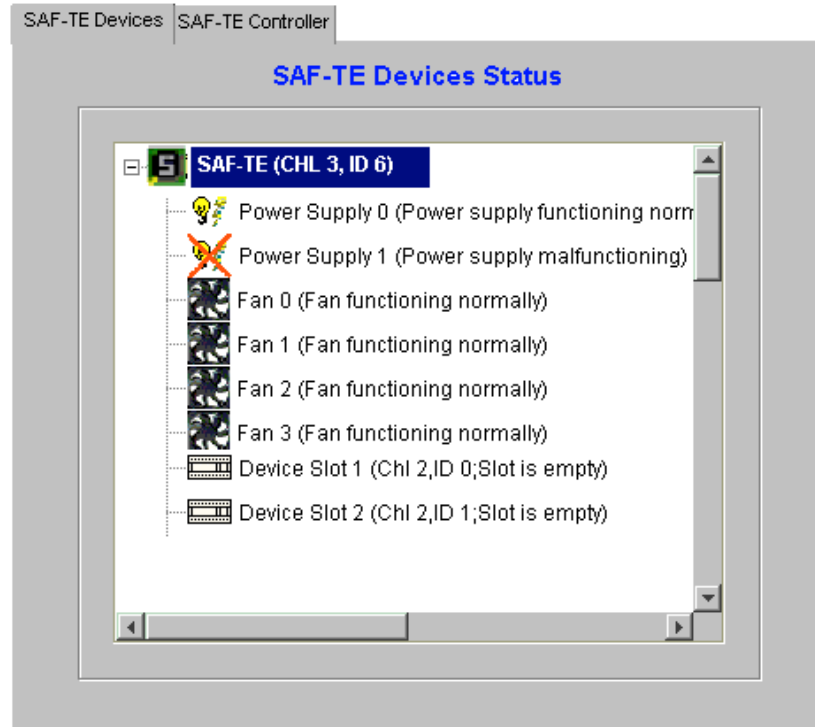 SAF-TE Devices SAF-TE Controller
SAF-TE Devices Status
SAF-TE (CHL 3, ID 6)
Power Supply 0 (Power supply functioning norm
Power Supply 1 (Power supply malfunctioning)
Fan 0 (Fan functioning normally)
Fan 1 (Fan functioning normally)
Fan 2 (Fan functioning normally)
Fan 3 (Fan functioning normally)
Device Slot 1 (Chl 2,ID 0;Slot is empty)
Device Slot 2 (Chl 2,ID 1;Slot is empty)